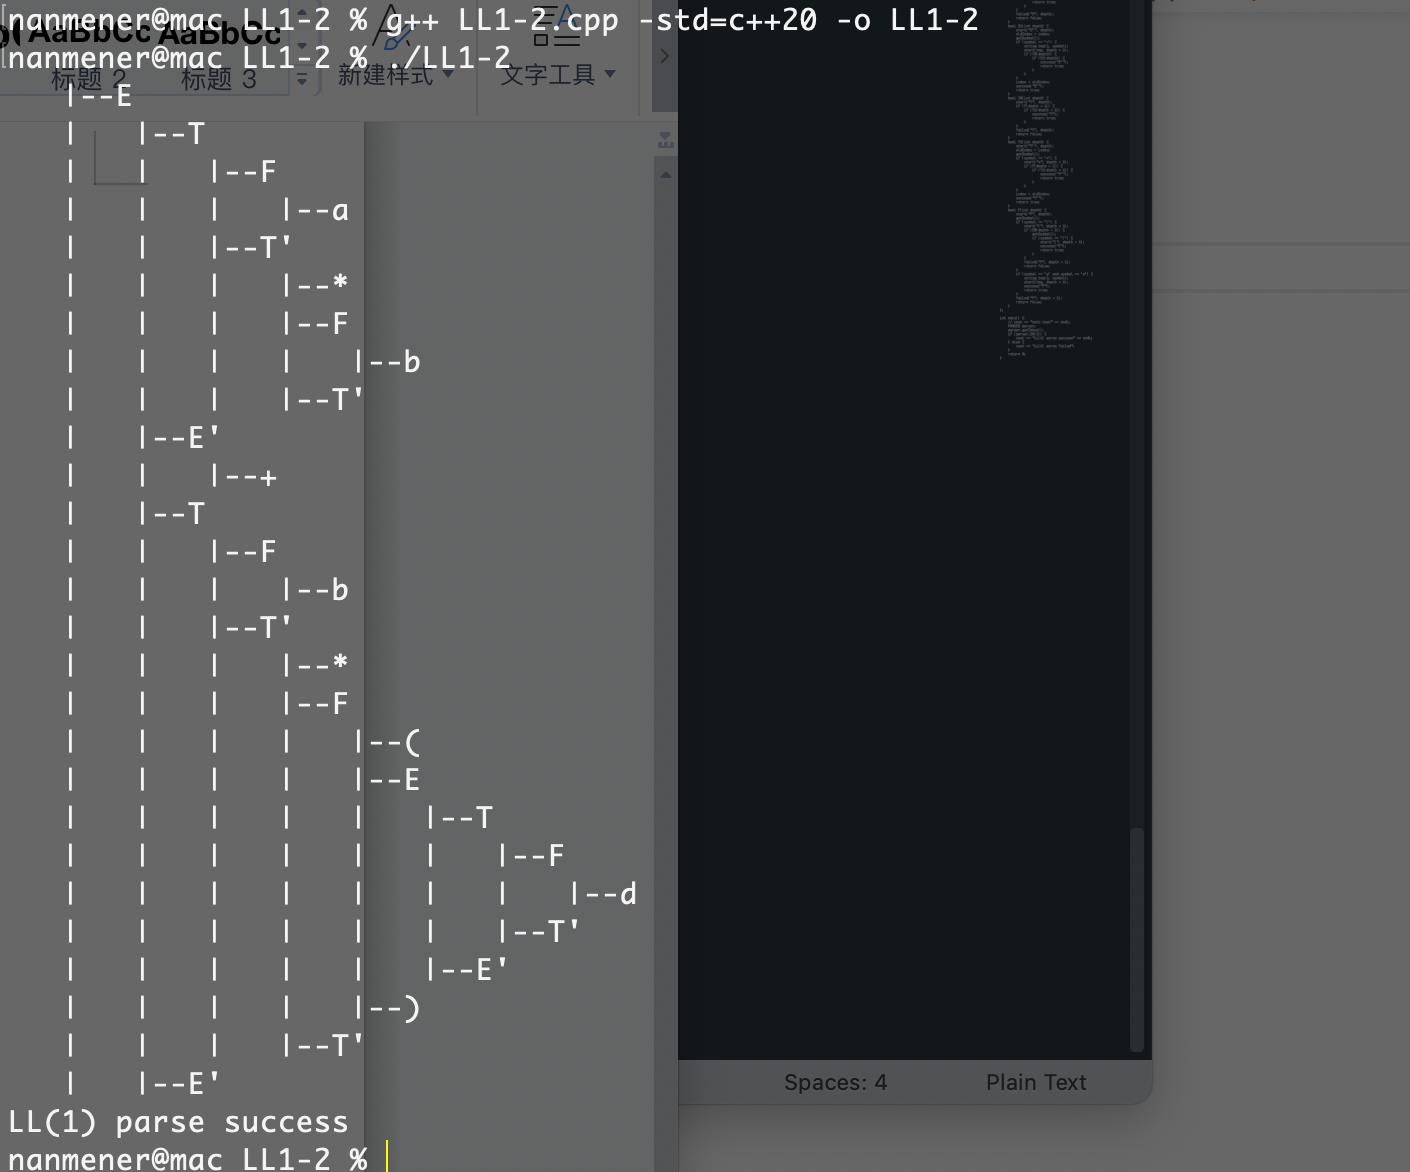 nanmener@mac LL1-2 % g++ LL1-2.cpp -std=c++20 -o LL1-2
AaBbCc AaBbCc
nanmener@mac LL1-2 % ./LL1-2
标题 2 标题 3 新建样式 文字工具
|--E
| |--T
| | |--F
| | | |--a
| | |--T'
| | | |--*
| | | |--F
| | | | |--b
| | | |--T'
| |--E'
| | |--+
| |--T
| | |--F
| | | |--b
| | |--T'
| | | |--*
| | | |--F
| | | | |--(
| | | | |--E
| | | | | |--T
| | | | | | |--F
| | | | | | | |--d
| | | | | | |--T'
| | | | | |--E'
| | | | |--)
| | | |--T'
| |--E'
LL(1) parse success
nanmener@mac LL1-2 %
Spaces: 4 Plain Text